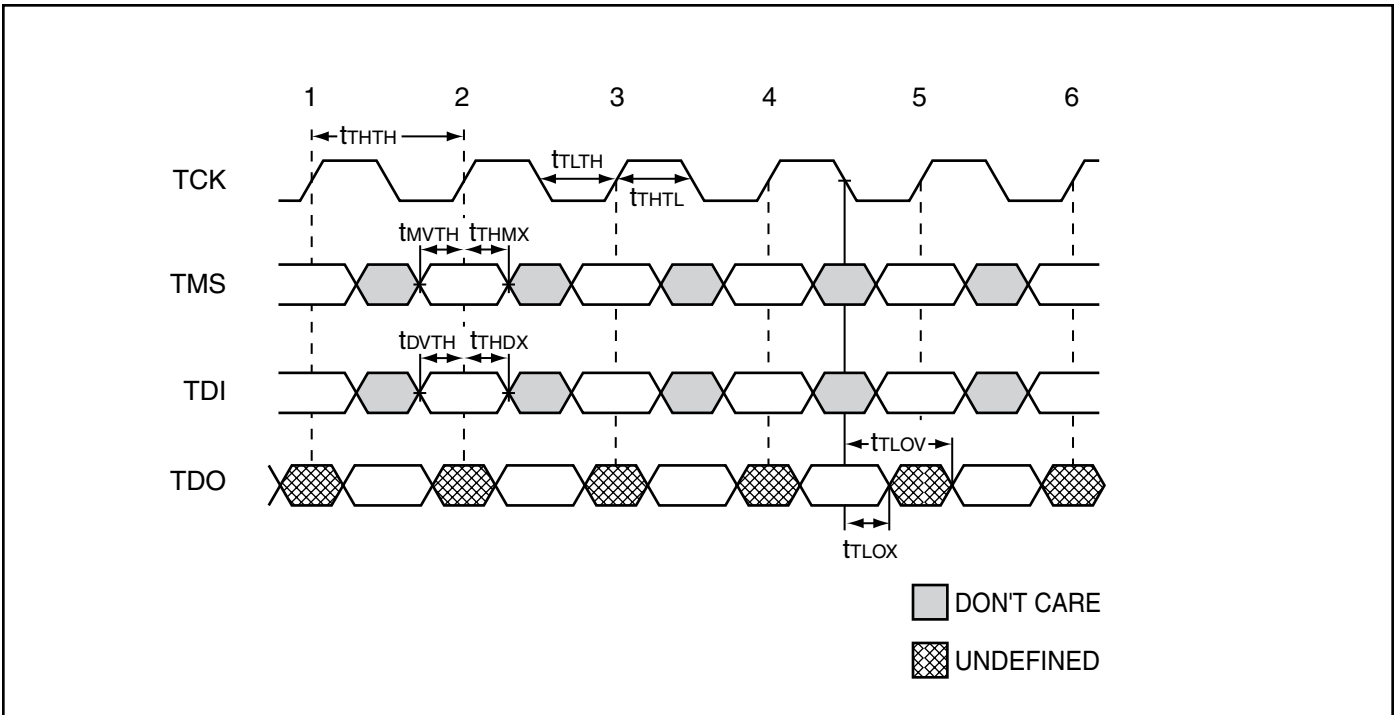 1 2 3 4 5 6
tTHTH
TCK
tTLTH
tTHTL
tMVTH tTHMX
TMS
tDVTH tTHDX
TDI
tTLOV
TDO
tTLOX
DON'T CARE
UNDEFINED